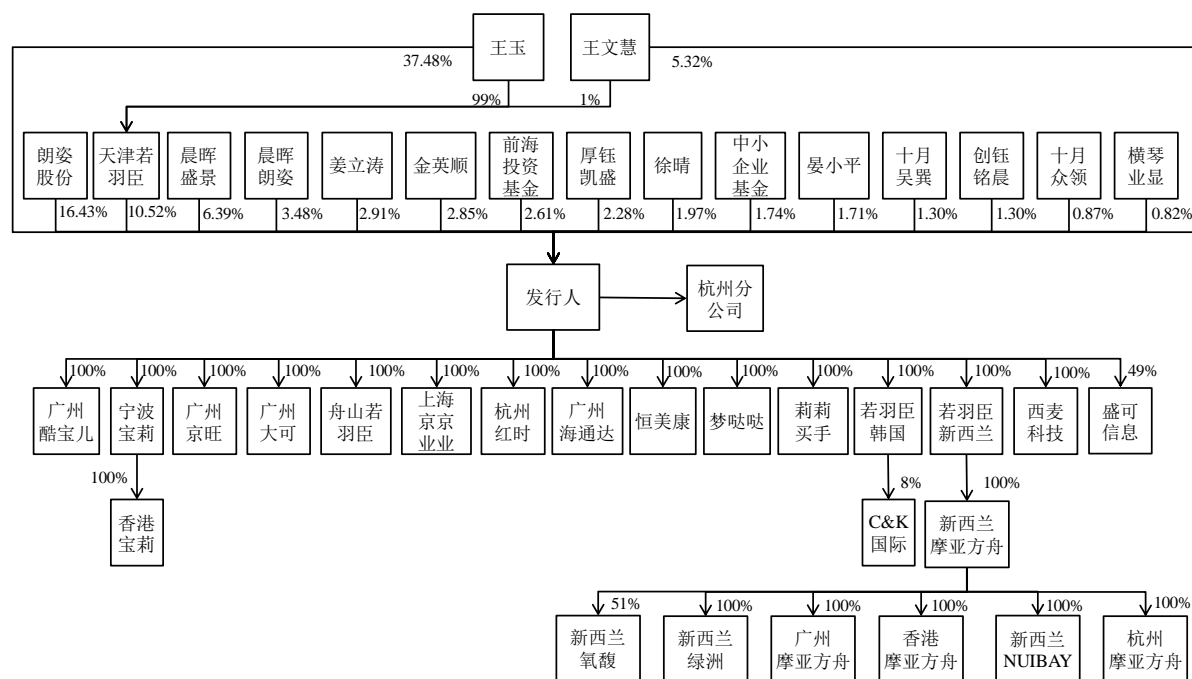 王玉
王文慧
37.48%
5.32%
99%
1%
朗姿
股份
天津若
羽臣
晨晖
盛景
晨晖
朗姿
姜立涛
金英顺
前海
投资
基金
厚钰
凯盛
徐晴
中小
企业
基金
晏小平
十月
吴巽
创钰
铭晨
十月
众领
横琴
业显
16.43%
10.52%
6.39%
3.48%
2.91%
2.85%
2.61%
2.28%
1.97%
1.74%
1.71%
1.30%
1.30%
0.87%
0.82%
发行人
杭州分
公司
100%
100%
100%
100%
100%
100%
100%
100%
100%
100%
100%
100%
100%
100%
49%
广州
酷宝儿
宁波
宝莉
广州
京旺
广州
大可
舟山若
羽臣
上海
京京
业业
杭州
红时
广州
海通达
恒美康
梦哒哒
莉莉
买手
若羽臣
韩国
若羽臣
新西兰
西麦
科技
盛可
信息
100%
8%
100%
香港
宝莉
C&K
国际
新西兰
摩亚方舟
51%
100%
100%
100%
100%
100%
新西兰
氧馥
新西兰
绿洲
广州
摩亚方舟
香港
摩亚方舟
新西兰
NUIBAY
杭州
摩亚方舟